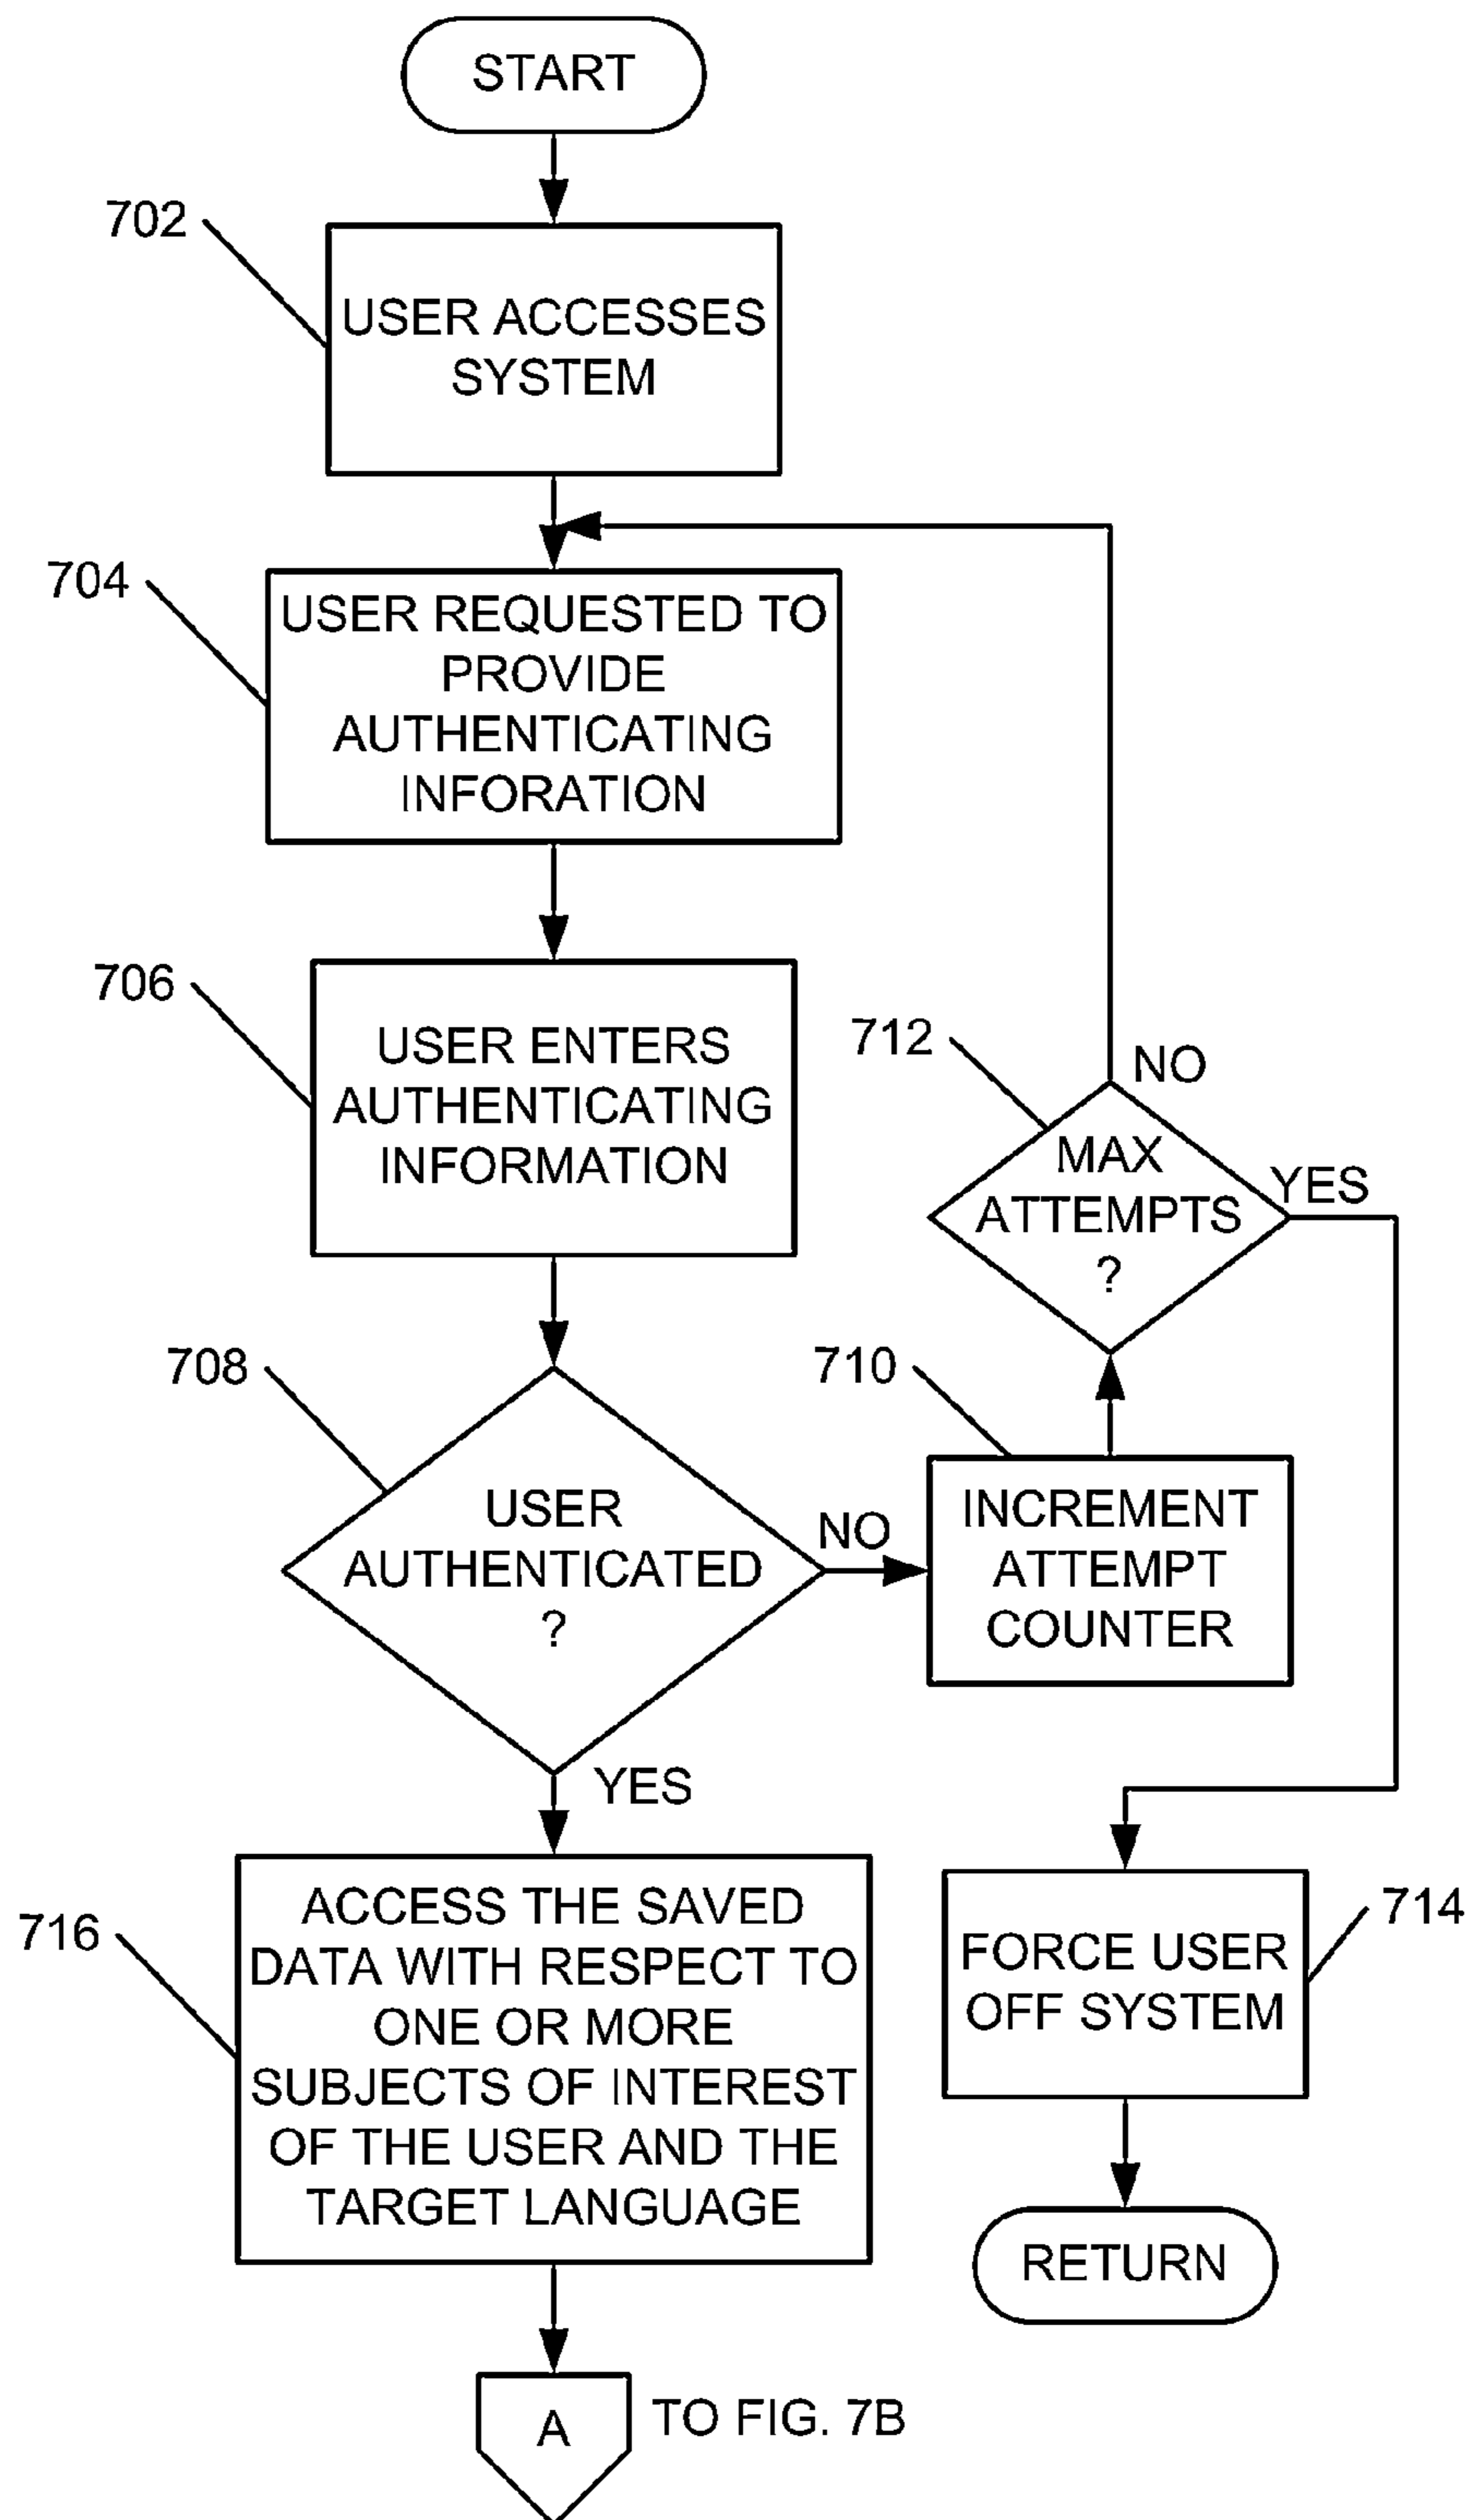 START
702
USER ACCESSES
SYSTEM
704
USER REQUESTED TO
PROVIDE
AUTHENTICATING
INFORATION
706
USER ENTERS
AUTHENTICATING
INFORMATION
712
NO
MAX
ATTEMPTS
?
YES
708
USER
AUTHENTICATED
?
NO
710
INCREMENT
ATTEMPT
COUNTER
YES
716
ACCESS THE SAVED
DATA WITH RESPECT TO
ONE OR MORE
SUBJECTS OF INTEREST
OF THE USER AND THE
TARGET LANGUAGE
714
FORCE USER
OFF SYSTEM
RETURN
A
TO FIG. 7B